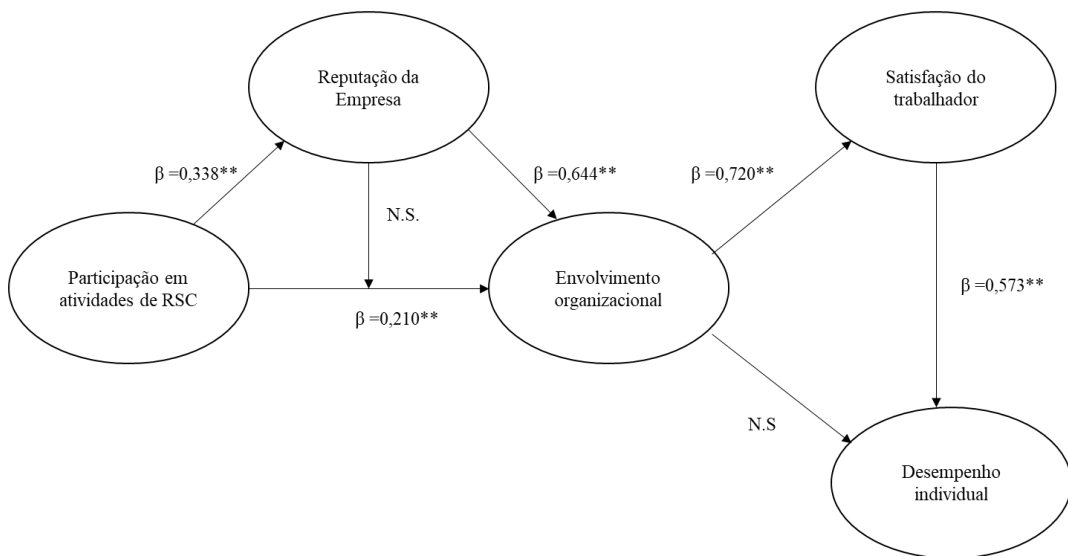 Reputação da
Empresa
Satisfação do
trabalhador
β =0,338**
β =0,644**
β =0,720**
N.S.
Participação em
atividades de RSC
Envolvimento
organizacional
β =0,573**
β =0,210**
N.S
Desempenho
individual